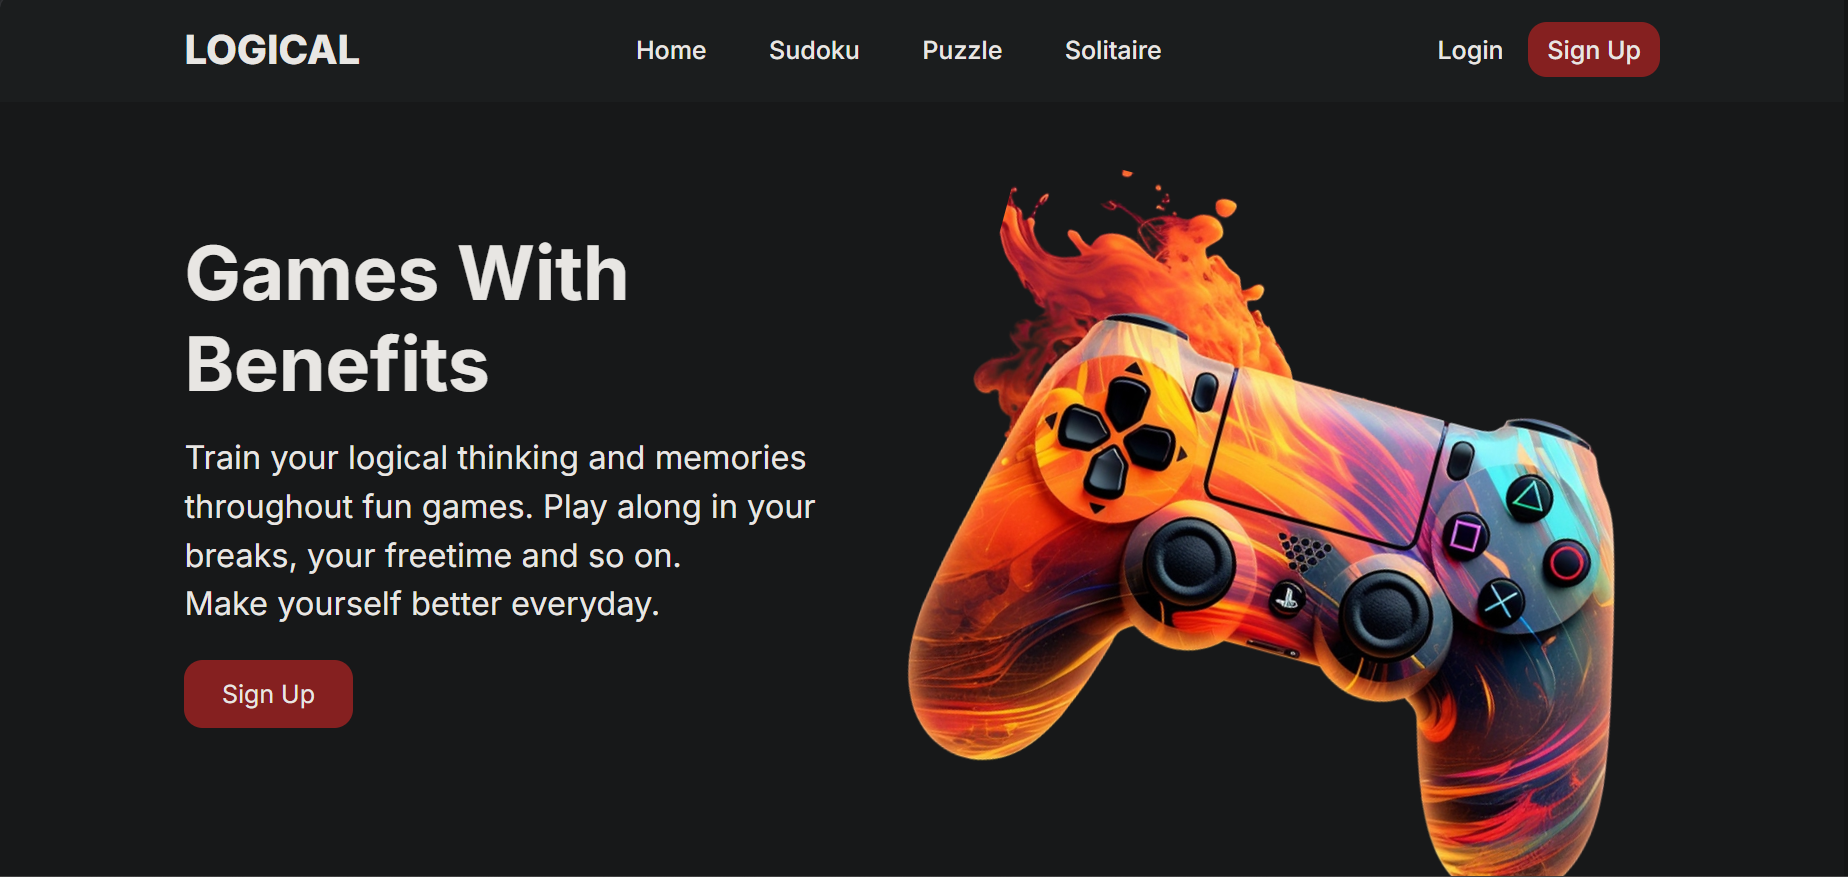 LOGICAL
Home Sudoku Puzzle Solitaire
Login Sign Up
Games With
Benefits
Train your logical thinking and memories
throughout fun games. Play along in your
breaks, your freetime and so on.
Make yourself better everyday.
Sign Up